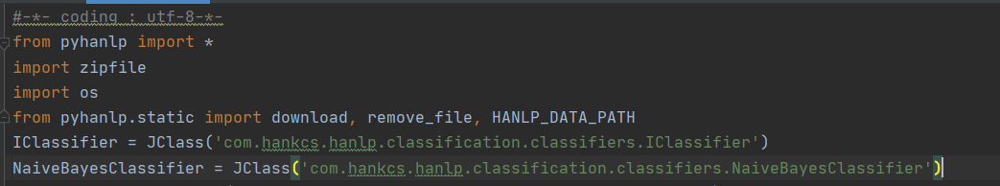 #-*- coding : utf-8-*-
from pyhanlp import *
import zipfile
import os
from pyhanlp.static import download, remove_file, HANLP_DATA_PATH
IClassifier = JClass('com.hankcs.hanlp.classification.classifiers.IClassifier')
NaiveBayesClassifier = JClass('com.hankcs.hanlp.classification.classifiers.NaiveBayesClassifier')